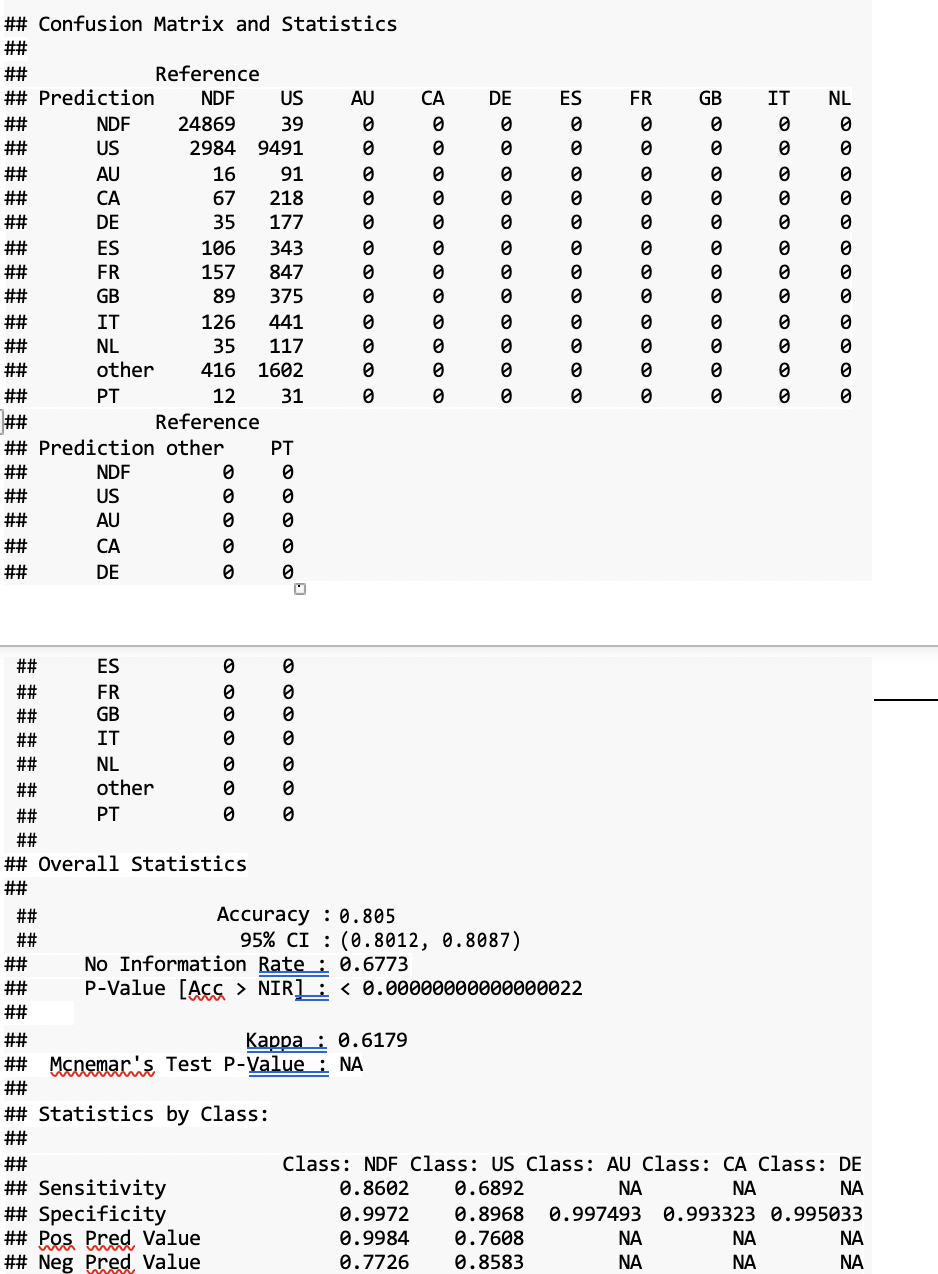 ## Confusion Matrix and Statistics
##
##           Reference
## Prediction   NDF    US    AU    CA    DE    ES    FR    GB    IT    NL
##      NDF   24869    39     0     0     0     0     0     0     0     0
##      US     2984  9491     0     0     0     0     0     0     0     0
##      AU       16    91     0     0     0     0     0     0     0     0
##      CA       67   218     0     0     0     0     0     0     0     0
##      DE       35   177     0     0     0     0     0     0     0     0
##      ES      106   343     0     0     0     0     0     0     0     0
##      FR      157   847     0     0     0     0     0     0     0     0
##      GB       89   375     0     0     0     0     0     0     0     0
##      IT      126   441     0     0     0     0     0     0     0     0
##      NL       35   117     0     0     0     0     0     0     0     0
##      other   416  1602     0     0     0     0     0     0     0     0
##      PT       12    31     0     0     0     0     0     0     0     0
##           Reference
## Prediction other    PT
##      NDF       0    0
##      US        0    0
##      AU        0    0
##      CA        0    0
##      DE        0    0
##      ES        0    0
##      FR        0    0
##      GB        0    0
##      IT        0    0
##      NL        0    0
##      other     0    0
##      PT        0    0
##
## Overall Statistics
##
##                Accuracy : 0.805
##                  95% CI : (0.8012, 0.8087)
##     No Information Rate : 0.6773
##     P-Value [Acc > NIR] : < 0.00000000000000022
##
##                   Kappa : 0.6179
##  Mcnemar's Test P-Value : NA
##
## Statistics by Class:
##
##                      Class: NDF Class: US Class: AU Class: CA Class: DE
## Sensitivity               0.8602    0.6892        NA        NA        NA
## Specificity               0.9972    0.8968  0.997493  0.993323  0.995033
## Pos Pred Value            0.9984    0.7608        NA        NA        NA
## Neg Pred Value            0.7726    0.8583        NA        NA        NA